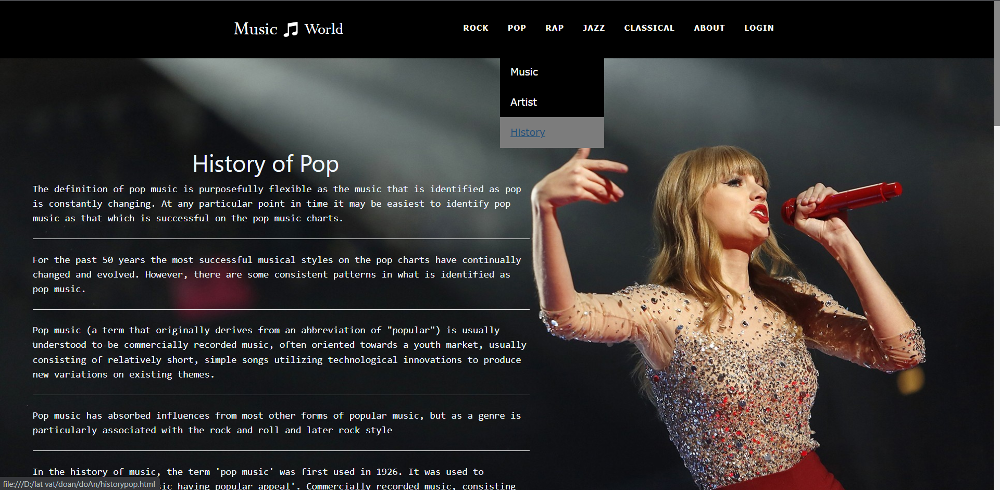 Music World
ROCK POP RAP JAZZ CLASSICAL ABOUT LOGIN
Music
Artist
History
History of Pop
The definition of pop music is purposefully flexible as the music that is identified as pop
is constantly changing. At any particular point in time it may be easiest to identify pop
music as that which is successful on the pop music charts.
For the past 50 years the most successful musical styles on the pop charts have continually
changed and evolved. However, there are some consistent patterns in what is identified as
pop music.
Pop music (a term that originally derives from an abbreviation of "popular") is usually
understood to be commercially recorded music, often oriented towards a youth market, usually
consisting of relatively short, simple songs utilizing technological innovations to produce
new variations on existing themes.
Pop music has absorbed influences from most other forms of popular music, but as a genre is
particularly associated with the rock and roll and later rock style
In the history of music, the term 'pop music' was first used in 1926. It was used to
having popular appeal'. Commercially recorded music, consisting
file:///D:/lat vat/doan/doAn/historypop.html